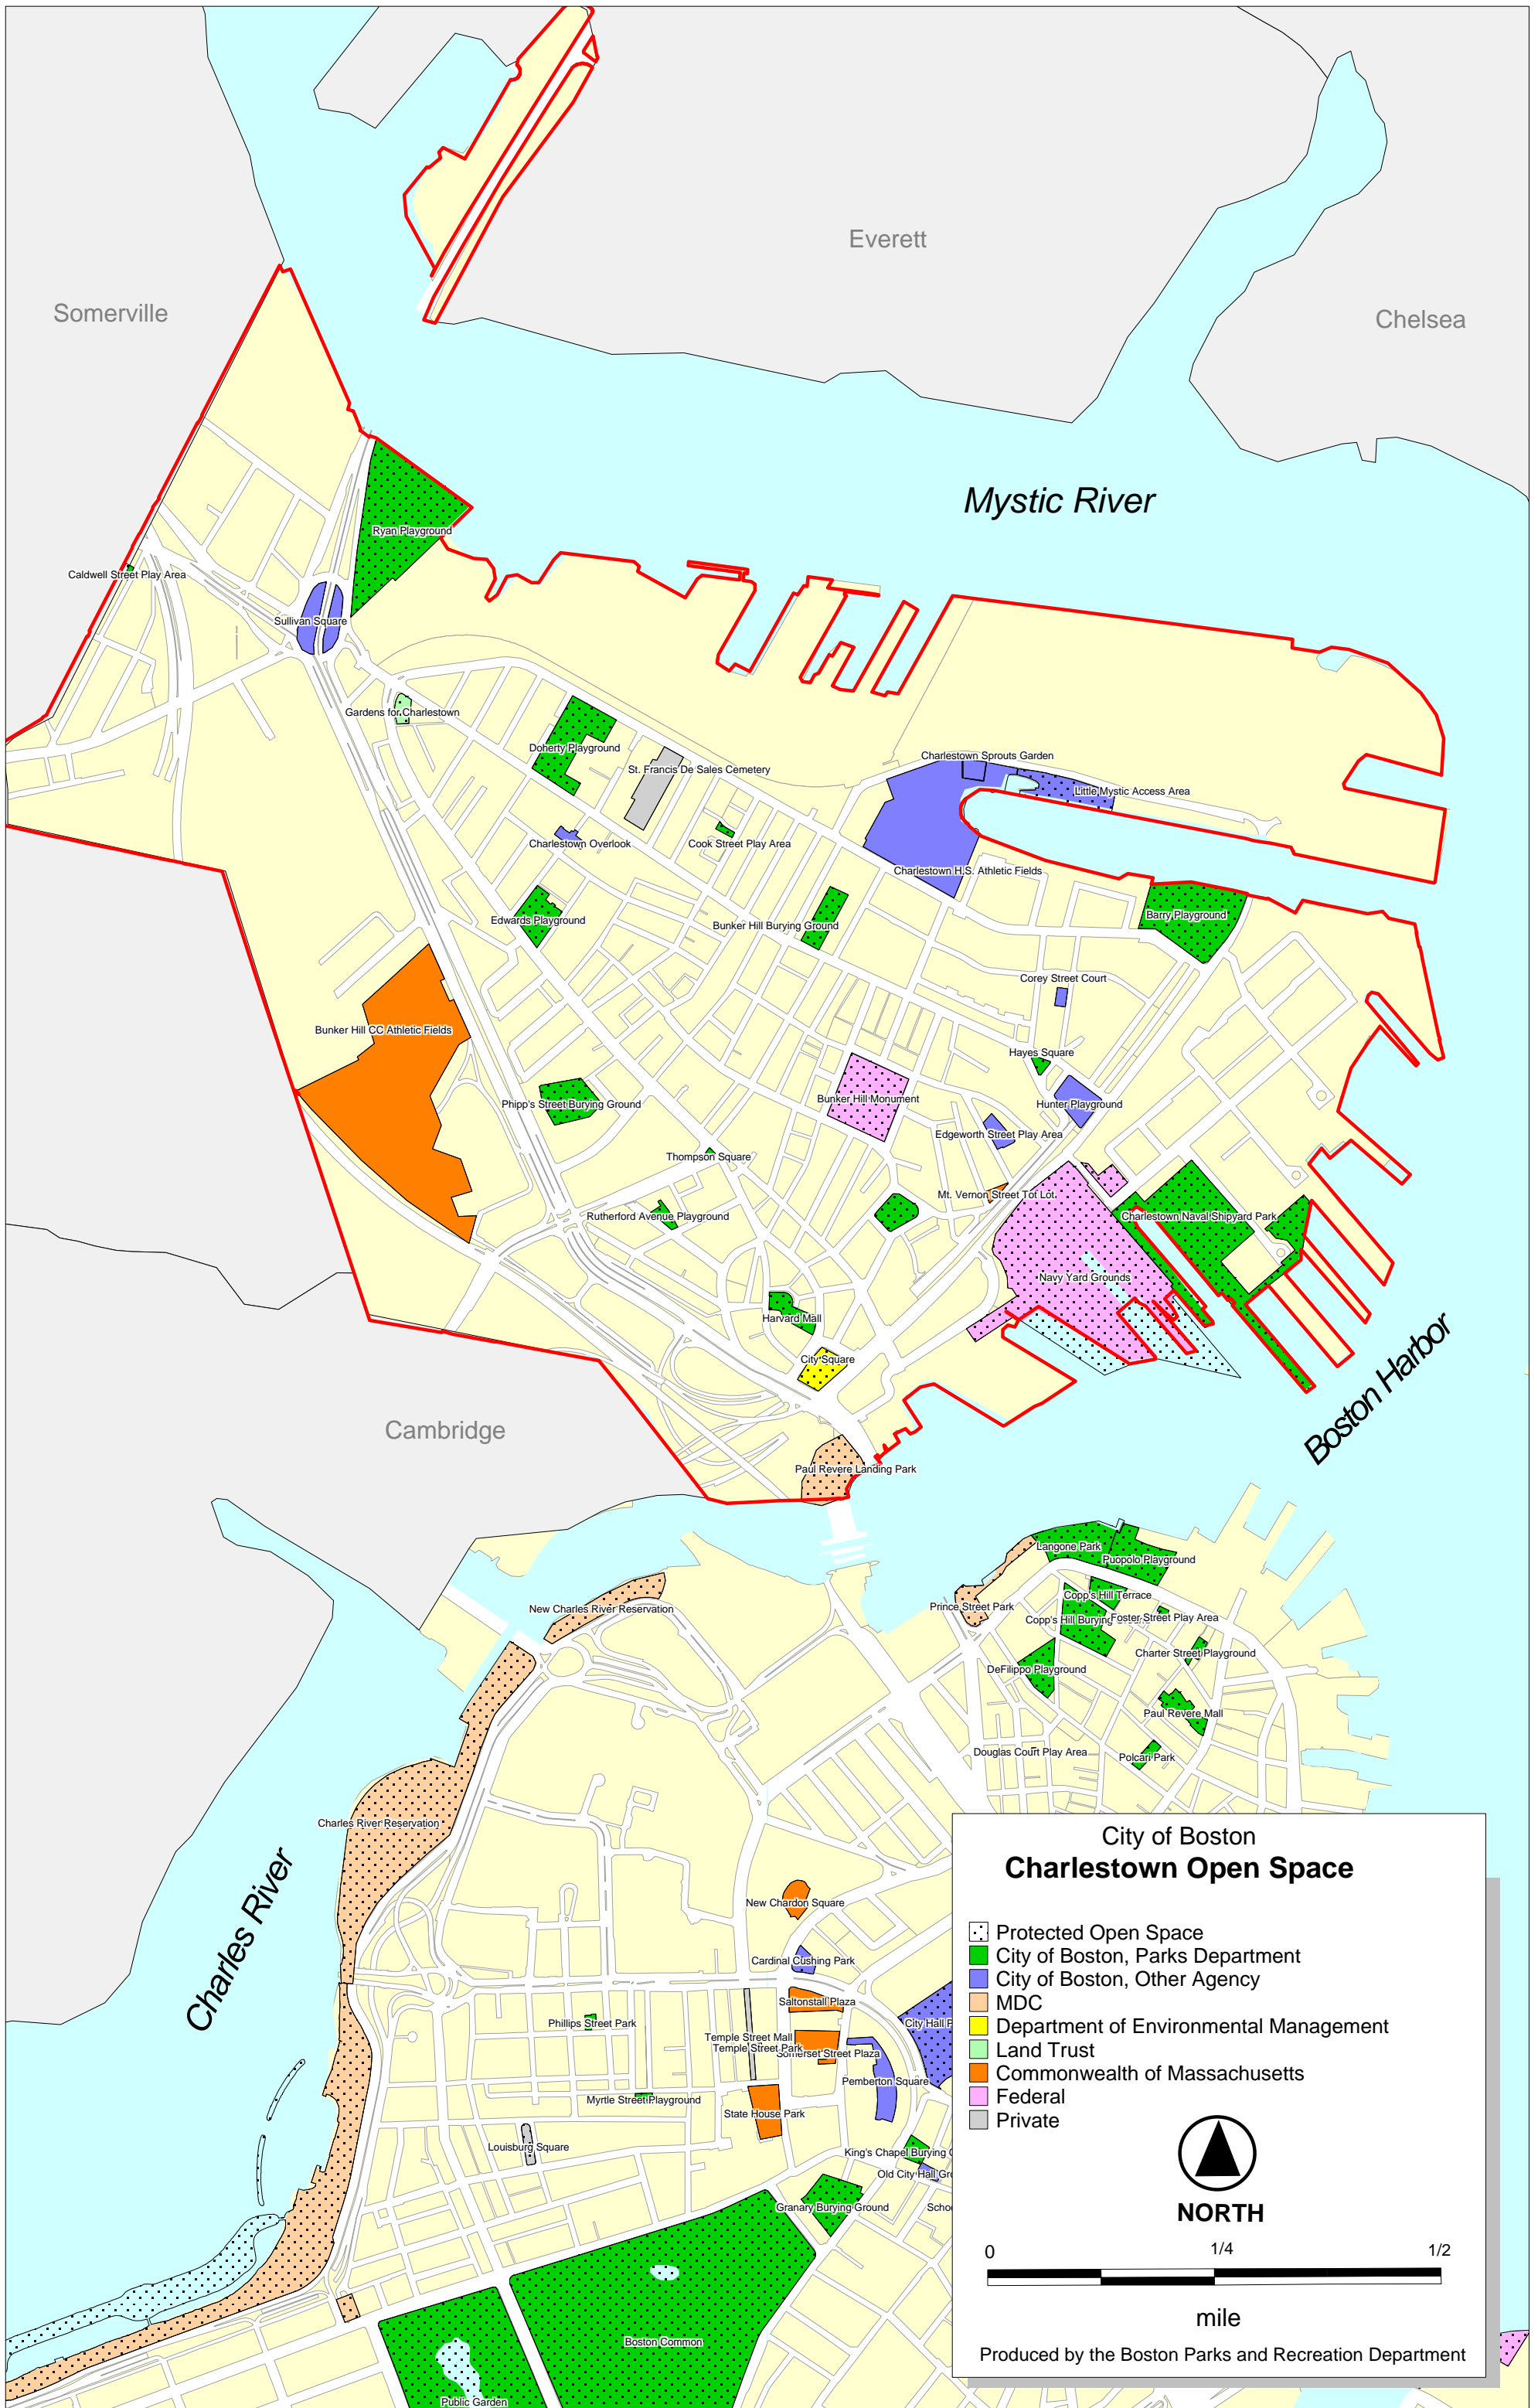 Everett
Somerville
Chelsea
Mystic River
Ryan Playground
Caldwell Street Play Area
Sullivan Square
Gardens for Charlestown
Doherty Playground
Charlestown Sprouts Garden
St. Francis De Sales Cemetery
Little Mystic Access Area
Charlestown Overlook
Cook Street Play Area
Charlestown H.S. Athletic Fields
Edwards Playground
Bunker Hill Burying Ground
Barry Playground
Corey Street Court
Bunker Hill CC Athletic Fields
Hayes Square
Phipp's Street Burying Ground
Bunker Hill Monument
Hunter Playground
Edgeworth Street Play Area
Thompson Square
Mt. Vernon Street Tot Lot
Rutherford Avenue Playground
Charlestown Naval Shipyard Park
Navy Yard Grounds
Harvard Mall
City Square
Boston Harbor
Cambridge
Paul Revere Landing Park
Langone Park
Puopolo Playground
Copp's Hill Terrace
New Charles River Reservation
Prince Street Park
Copp's Hill Burying
Foster Street Play Area
Charter Street Playground
DeFilippo Playground
Paul Revere Mall
Douglas Court Play Area
Polcari Park
Charles River Reservation
Charles River
New Chardon Square
Cardinal Cushing Park
Saltonstall Plaza
Phillips Street Park
City Hall P
Temple Street Mall
Temple Street Park
Somerset Street Plaza
Pemberton Square
Myrtle Street Playground
State House Park
Louisburg Square
King's Chapel Burying G
Old City Hall Gr
Granary Burying Ground
Schoo
Boston Common
Public Garden
City of Boston
Charlestown Open Space
Protected Open Space
City of Boston, Parks Department
City of Boston, Other Agency
MDC
Department of Environmental Management
Land Trust
Commonwealth of Massachusetts
Federal
Private
NORTH
0 1/4 1/2
mile
Produced by the Boston Parks and Recreation Department